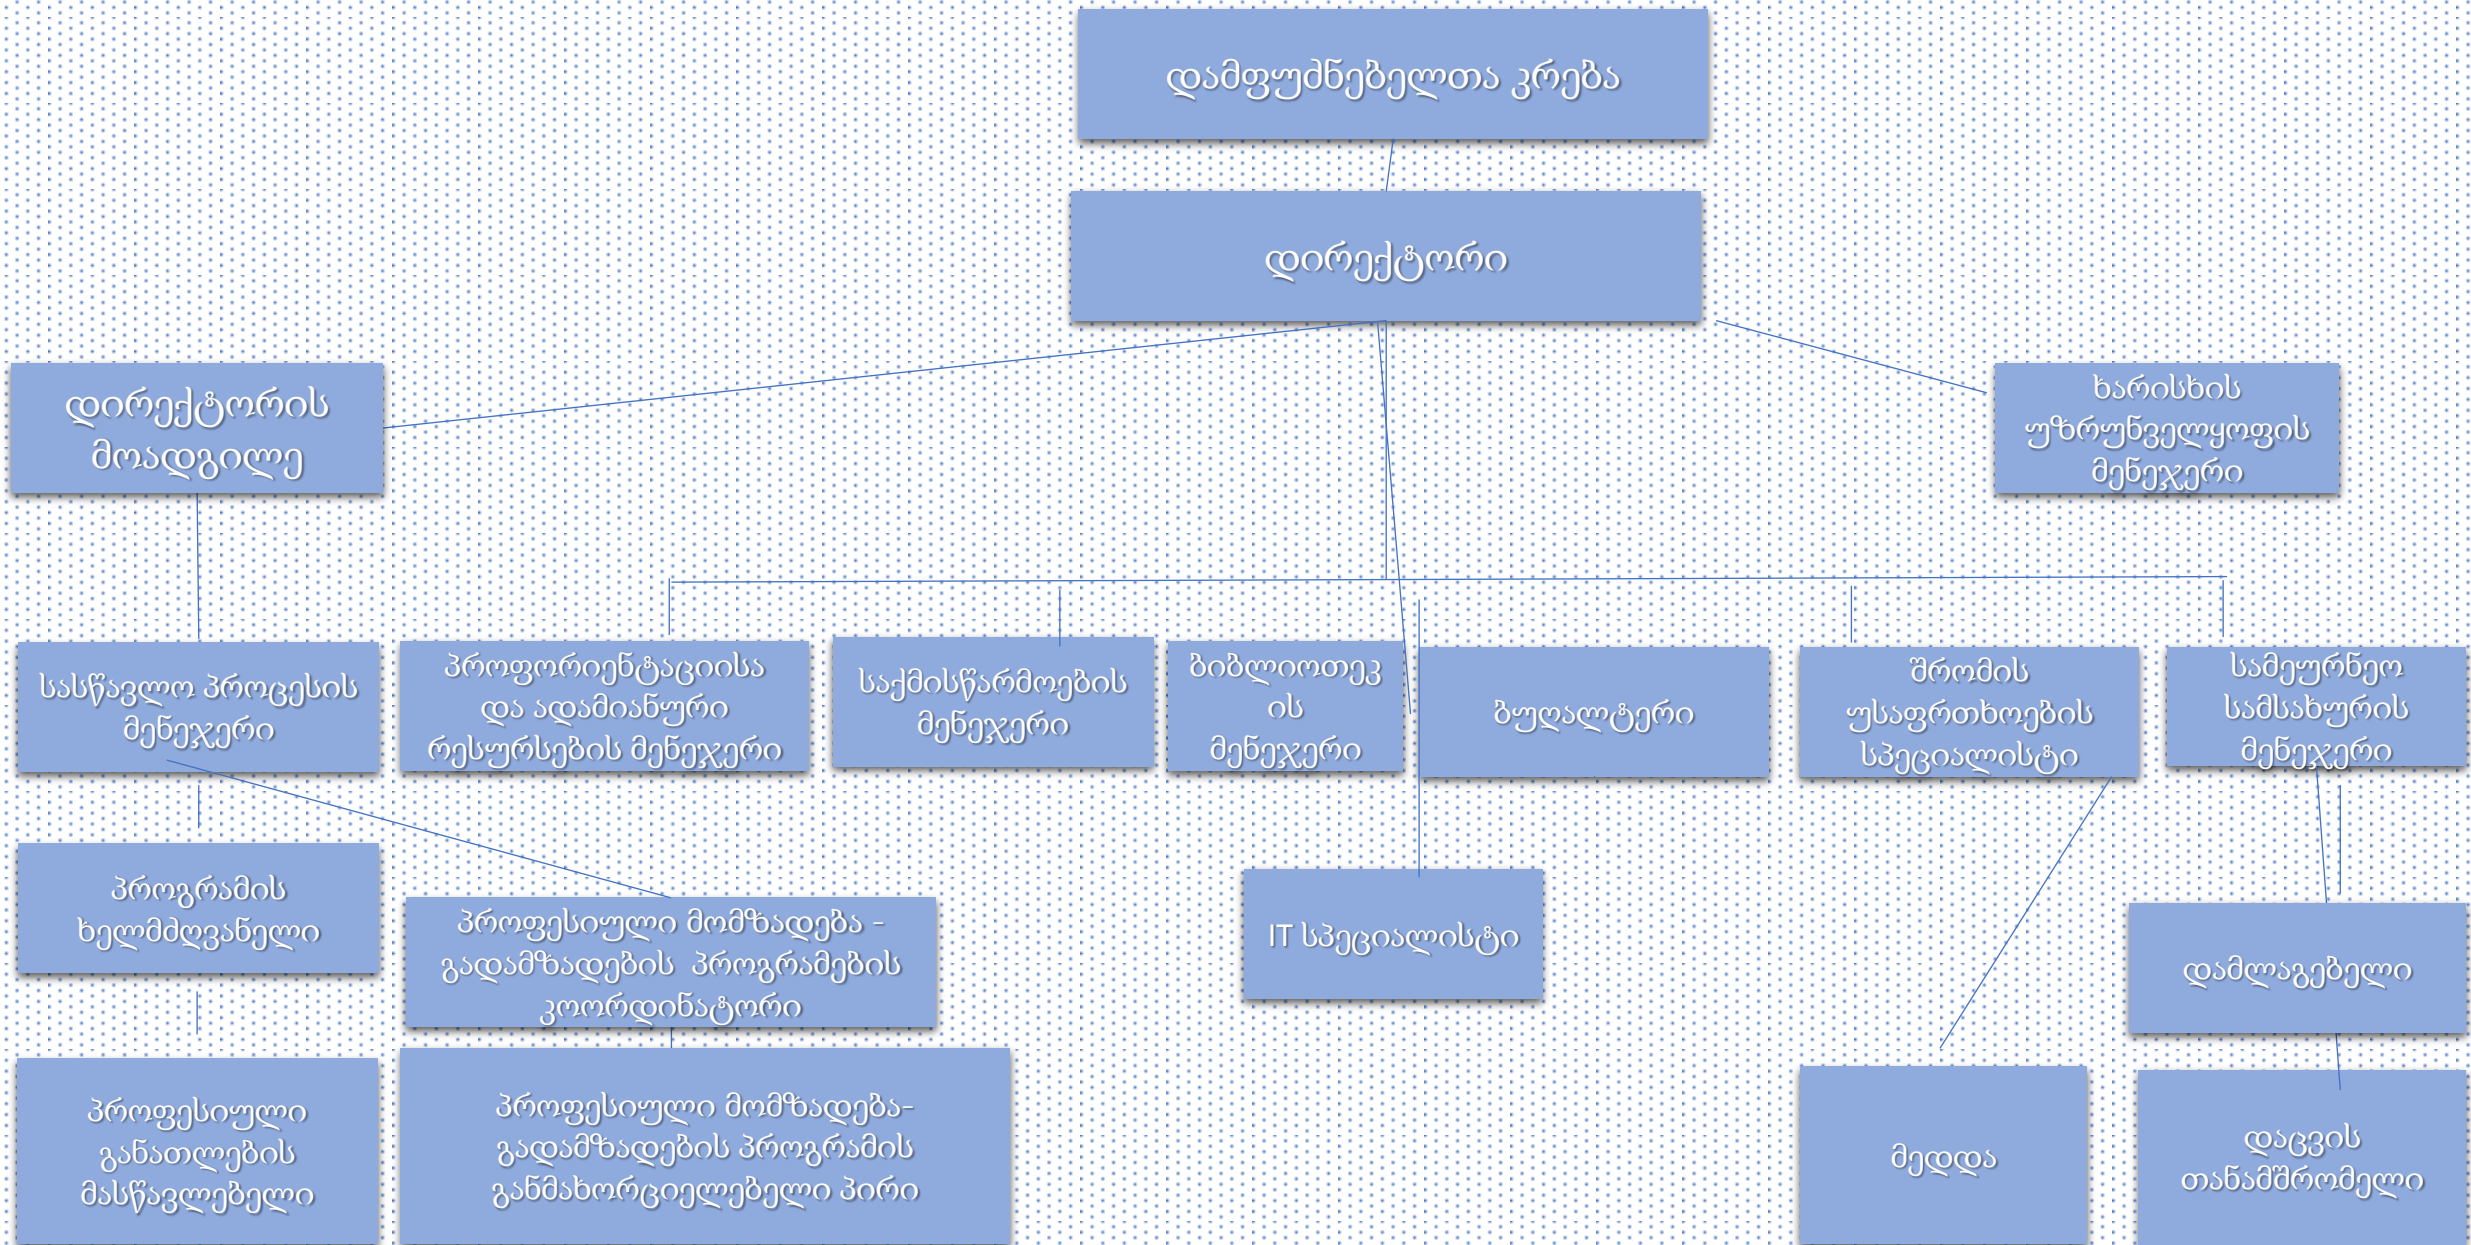 დამფუძნებელთა კრება
დირექტორი
დირექტორის
მოადგილე
ხარისხის
უზრუნველყოფის
მენეჯერი
სასწავლო პროცესის
მენეჯერი
პროფორიენტაციისა
და ადამიანური
რესურსების მენეჯერი
საქმისწარმოების
მენეჯერი
ბიბლიოთეკ
ის
მენეჯერი
ბუღალტერი
შრომის
უსაფრთხოების
სპეციალისტი
სამეურნეო
სამსახურის
მენეჯერი
პროგრამის
ხელმძღვანელი
პროფესიული მომზადება -
გადამზადების პროგრამების
კოორდინატორი
IT სპეციალისტი
დამლაგებელი
პროფესიული
განათლების
მასწავლებელი
პროფესიული მომზადება-
გადამზადების პროგრამის
განმახორციელებელი პირი
მედდა
დაცვის
თანამშრომელი